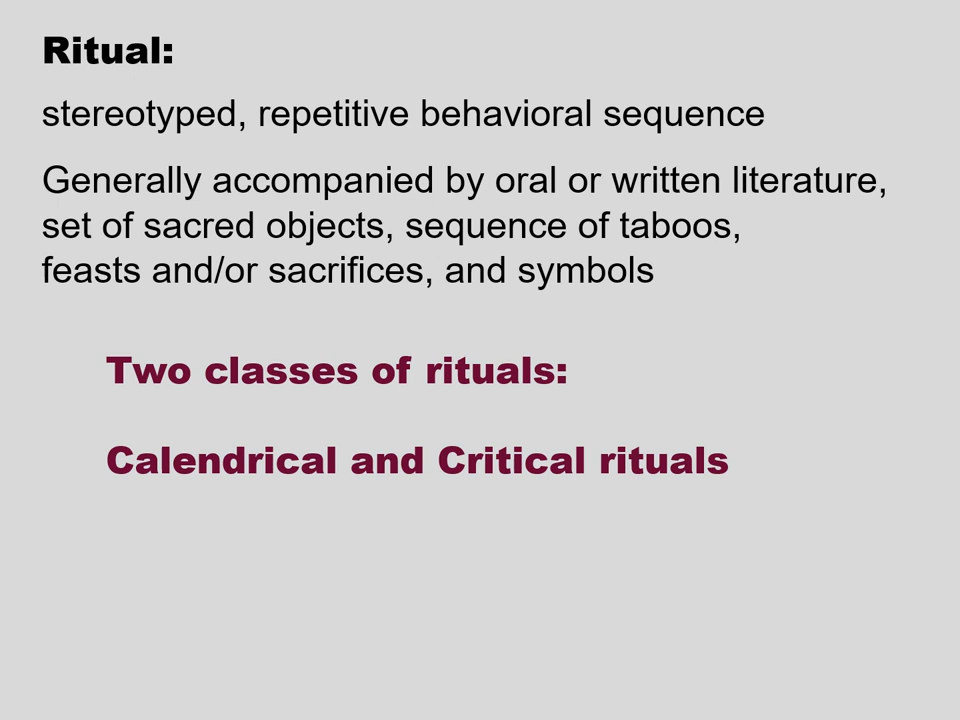 Ritual:
stereotyped, repetitive behavioral sequence
Generally accompanied by oral or written literature,
set of sacred objects, sequence of taboos,
feasts and/or sacrifices, and symbols
Two classes of rituals:
Calendrical and Critical rituals